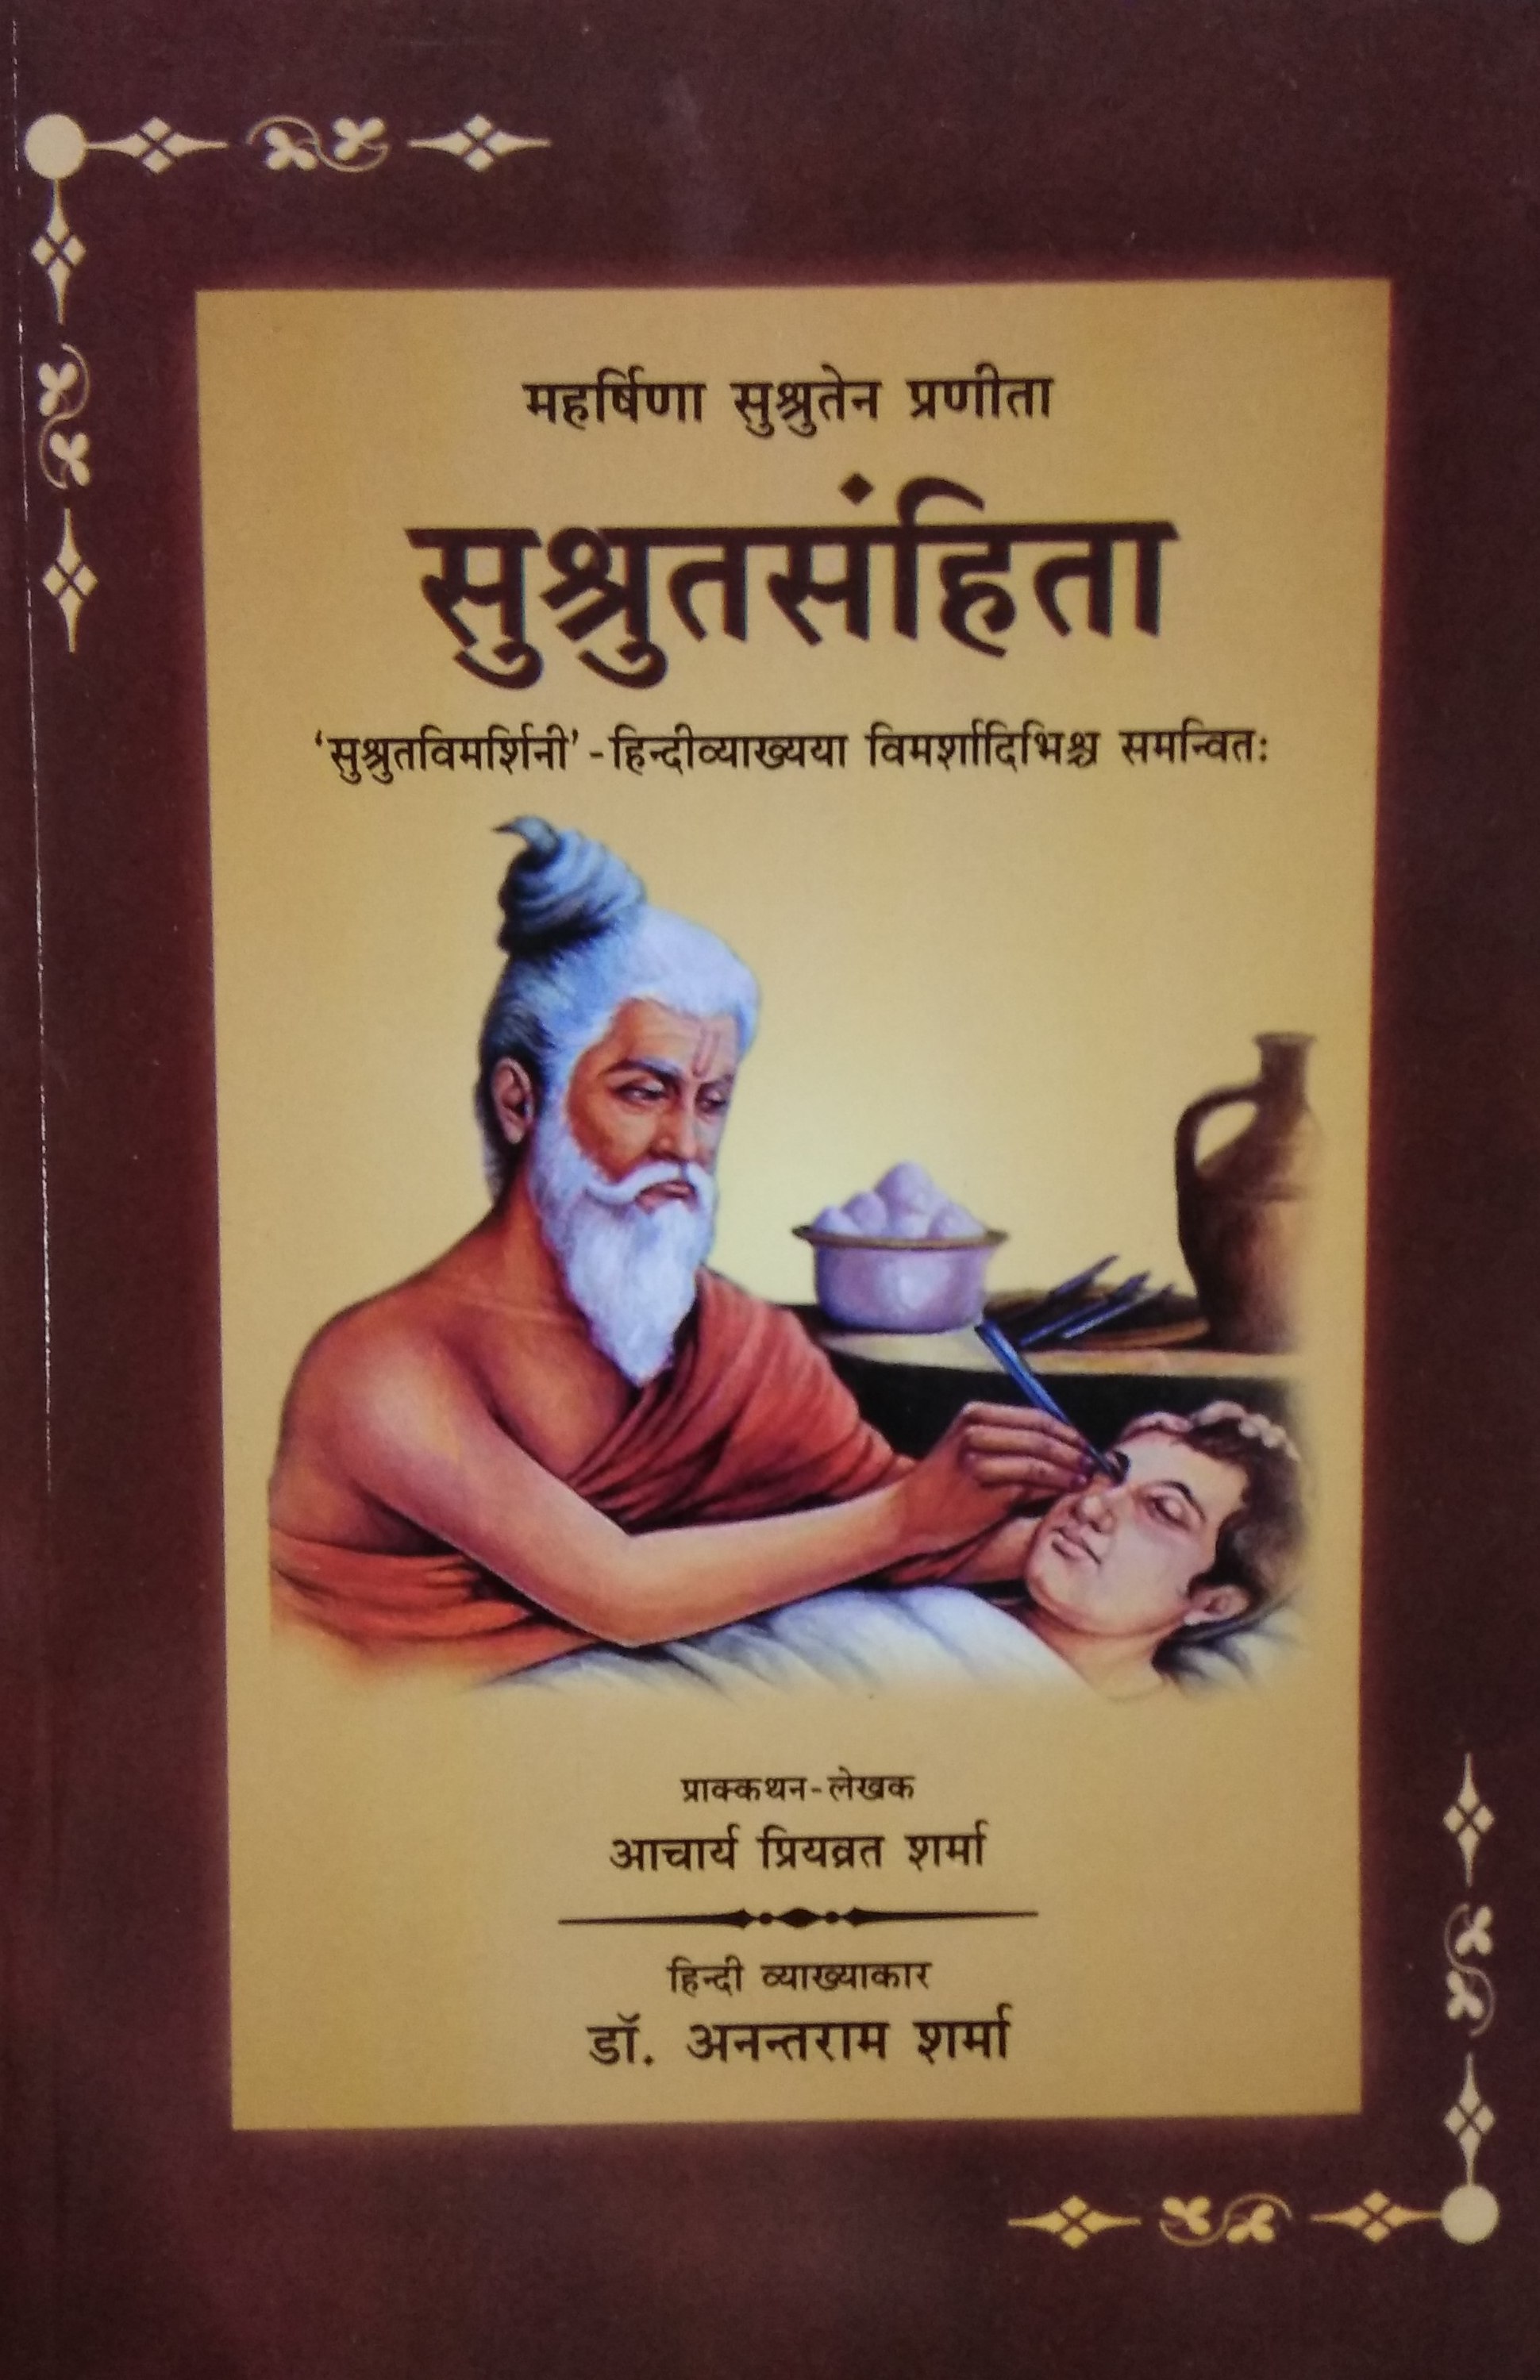 महर्षिणा सुश्रुतेन प्रणीता
सुश्रुतसंहिता
‘सुश्रुतविमर्शिनी’-हिन्दीव्याख्यया विमर्शादिभिश्च समन्वितः
प्राक्कथन-लेखक
आचार्य प्रियव्रत शर्मा
हिन्दी व्याख्याकार
डॉ. अनन्तराम शर्मा